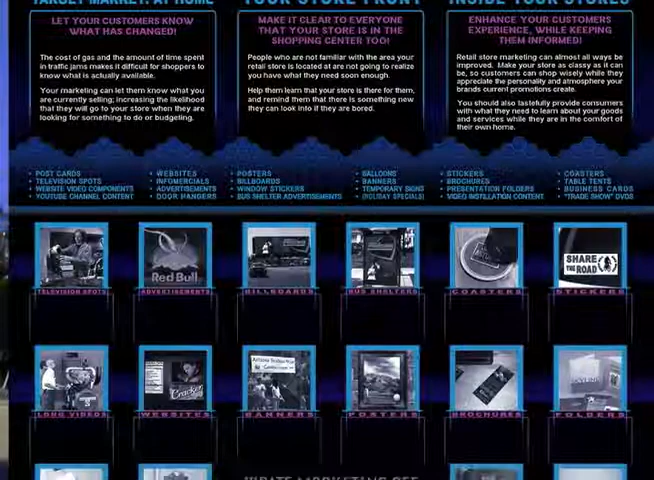 TARGET MARKET: AT HOME
YOUR STORE FRONT
INSIDE YOUR STORES
LET YOUR CUSTOMERS KNOW
WHAT HAS CHANGED!
MAKE IT CLEAR TO EVERYONE
THAT YOUR STORE IS IN THE
SHOPPING CENTER TOO!
ENHANCE YOUR CUSTOMERS
EXPERIENCE, WHILE KEEPING
THEM INFORMED!
The cost of gas and the amount of time spent
in traffic jams makes it difficult for shoppers to
know what is actually available.
Your marketing can let them know what you
are currently selling; increasing the likelihood
that they will go to your store when they are
looking for something to do or budgeting.
People who are not familiar with the area your
retail store is located at are not going to realize
you have what they need soon enough.
Help them learn that your store is there for them,
and remind them that there is something new
they can look into if they are bored.
Retail store marketing can almost all ways be
improved. Make your store as classy as it can
be, so customers can shop wisely while they
appreciate the personality and atmosphere your
brands current promotions create.
You should also tastefully provide consumers
with what they need to learn about your goods
and services while they are in the comfort of
their own home.
• POST CARDS
• TELEVISION SPOTS
• WEBSITE VIDEO COMPONENTS
• YOUTUBE CHANNEL CONTENT
• WEBSITES
• INFOMERCIALS
• ADVERTISEMENTS
• DOOR HANGERS
• POSTERS
• BILLBOARDS
• WINDOW STICKERS
• BUS SHELTER ADVERTISEMENTS
• BALLOONS
• BANNERS
• TEMPORARY SIGNS
• (HOLIDAY SPECIALS)
• STICKERS
• BROCHURES
• PRESENTATION FOLDERS
• VIDEO INSTILLATION CONTENT
• COASTERS
• TABLE TENTS
• BUSINESS CARDS
• "TRADE SHOW" DVDS
Red Bull
SHARE
THE ROAD
TELEVISION SPOTS
ADVERTISEMENTS
BILLBOARDS
BUS SHELTERS
COASTERS
STICKERS
Cracker
SKYLINE
LONG VIDEOS
WEBSITES
BANNERS
POSTERS
BROCHURES
FOLDERS